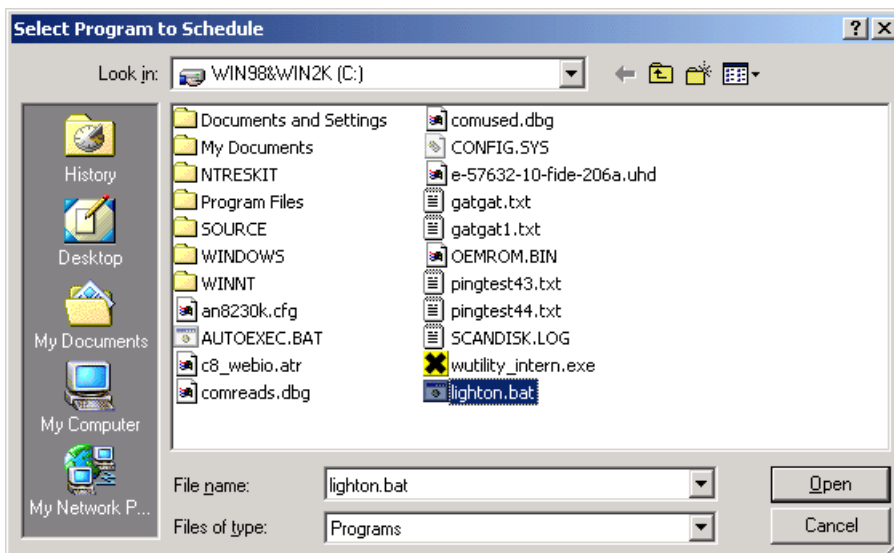 Select Program to Schedule
Look in: WIN98&WIN2K (C:)
History
Desktop
My Documents
My Computer
My Network P...
Documents and Settings
My Documents
NTRESKIT
Program Files
SOURCE
WINDOWS
WINNT
an8230k.cfg
AUTOEXEC.BAT
c8_webio.atr
comreads.dbg
comused.dbg
CONFIG.SYS
e-57632-10-fide-206a.uhd
gatgat.txt
gatgat1.txt
OEMROM.BIN
pingtest43.txt
pingtest44.txt
SCANDISK.LOG
wutility_intern.exe
lighton.bat
File name: lighton.bat Open
Files of type: Programs Cancel